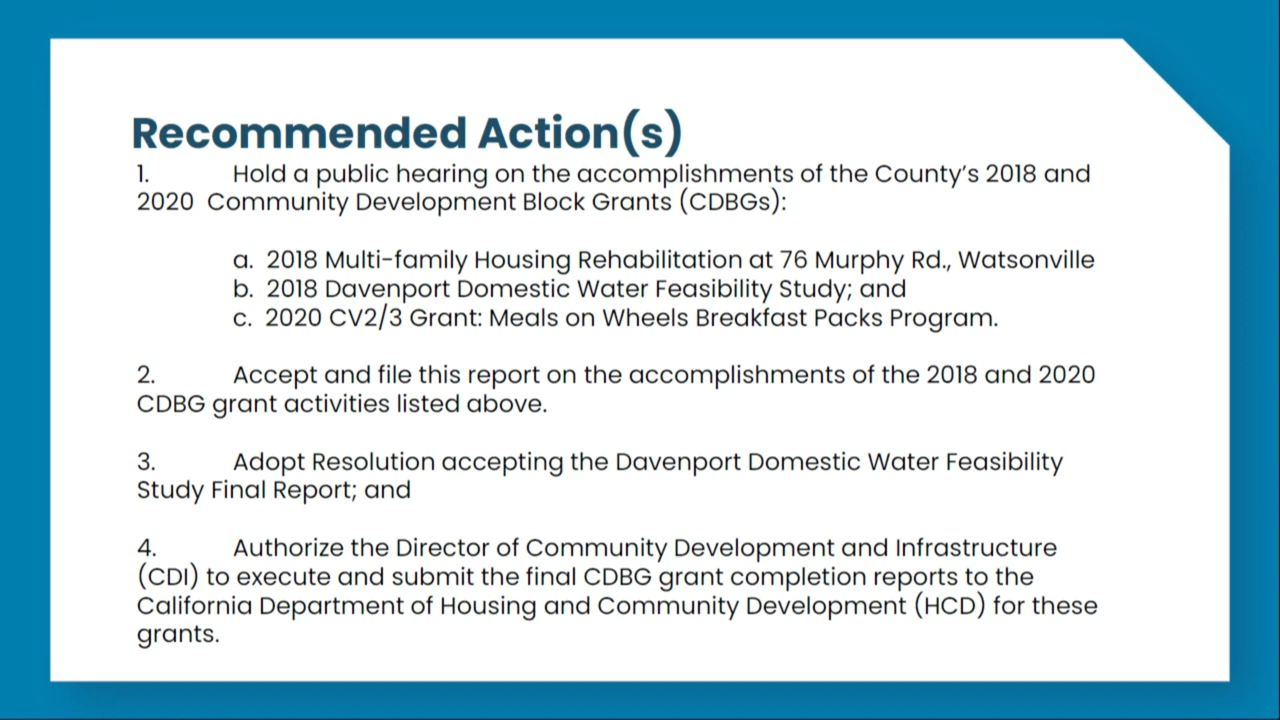 Recommended Action(s)
1. Hold a public hearing on the accomplishments of the County’s 2018 and
2020 Community Development Block Grants (CDBGs):
a. 2018 Multi-family Housing Rehabilitation at 76 Murphy Rd., Watsonville
b. 2018 Davenport Domestic Water Feasibility Study; and
c. 2020 CV2/3 Grant: Meals on Wheels Breakfast Packs Program.
2. Accept and file this report on the accomplishments of the 2018 and 2020
CDBG grant activities listed above.
3. Adopt Resolution accepting the Davenport Domestic Water Feasibility
Study Final Report; and
4. Authorize the Director of Community Development and Infrastructure
(CDI) to execute and submit the final CDBG grant completion reports to the
California Department of Housing and Community Development (HCD) for these
grants.